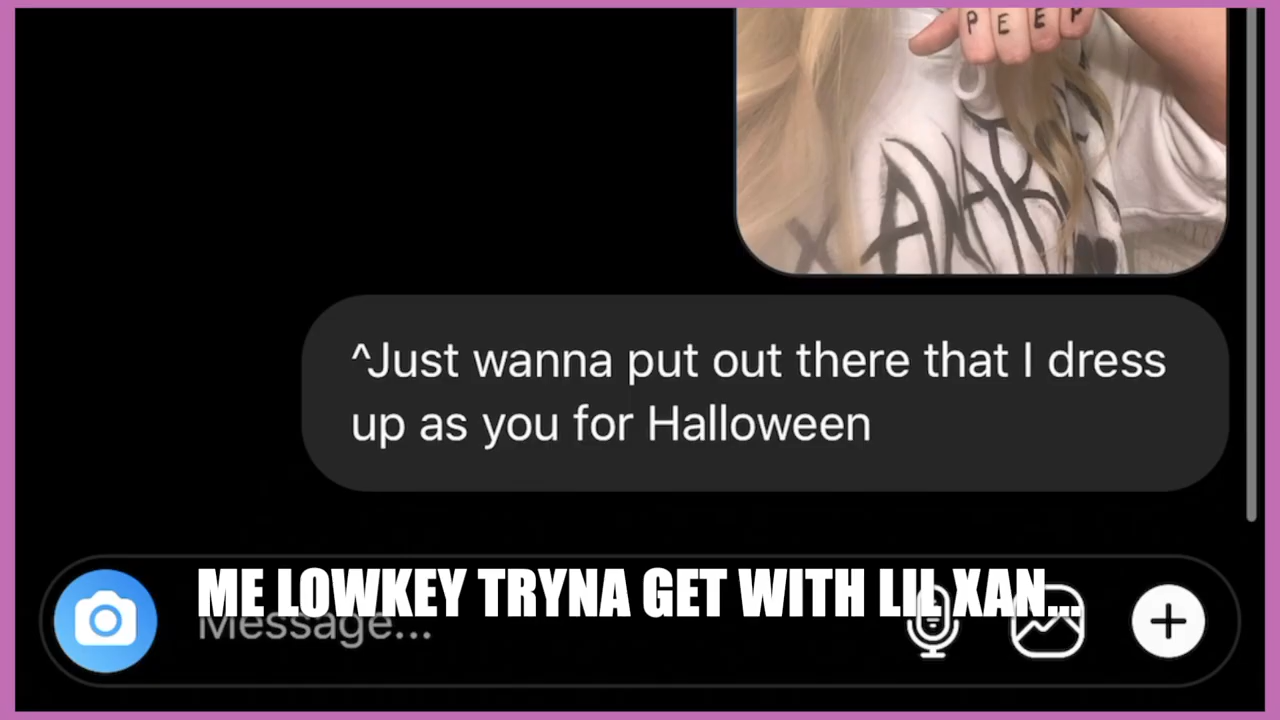 PEEP
XANARCHY
^Just wanna put out there that I dress
up as you for Halloween
ME LOWKEY TRYNA GET WITH LIL XAN...
Message...